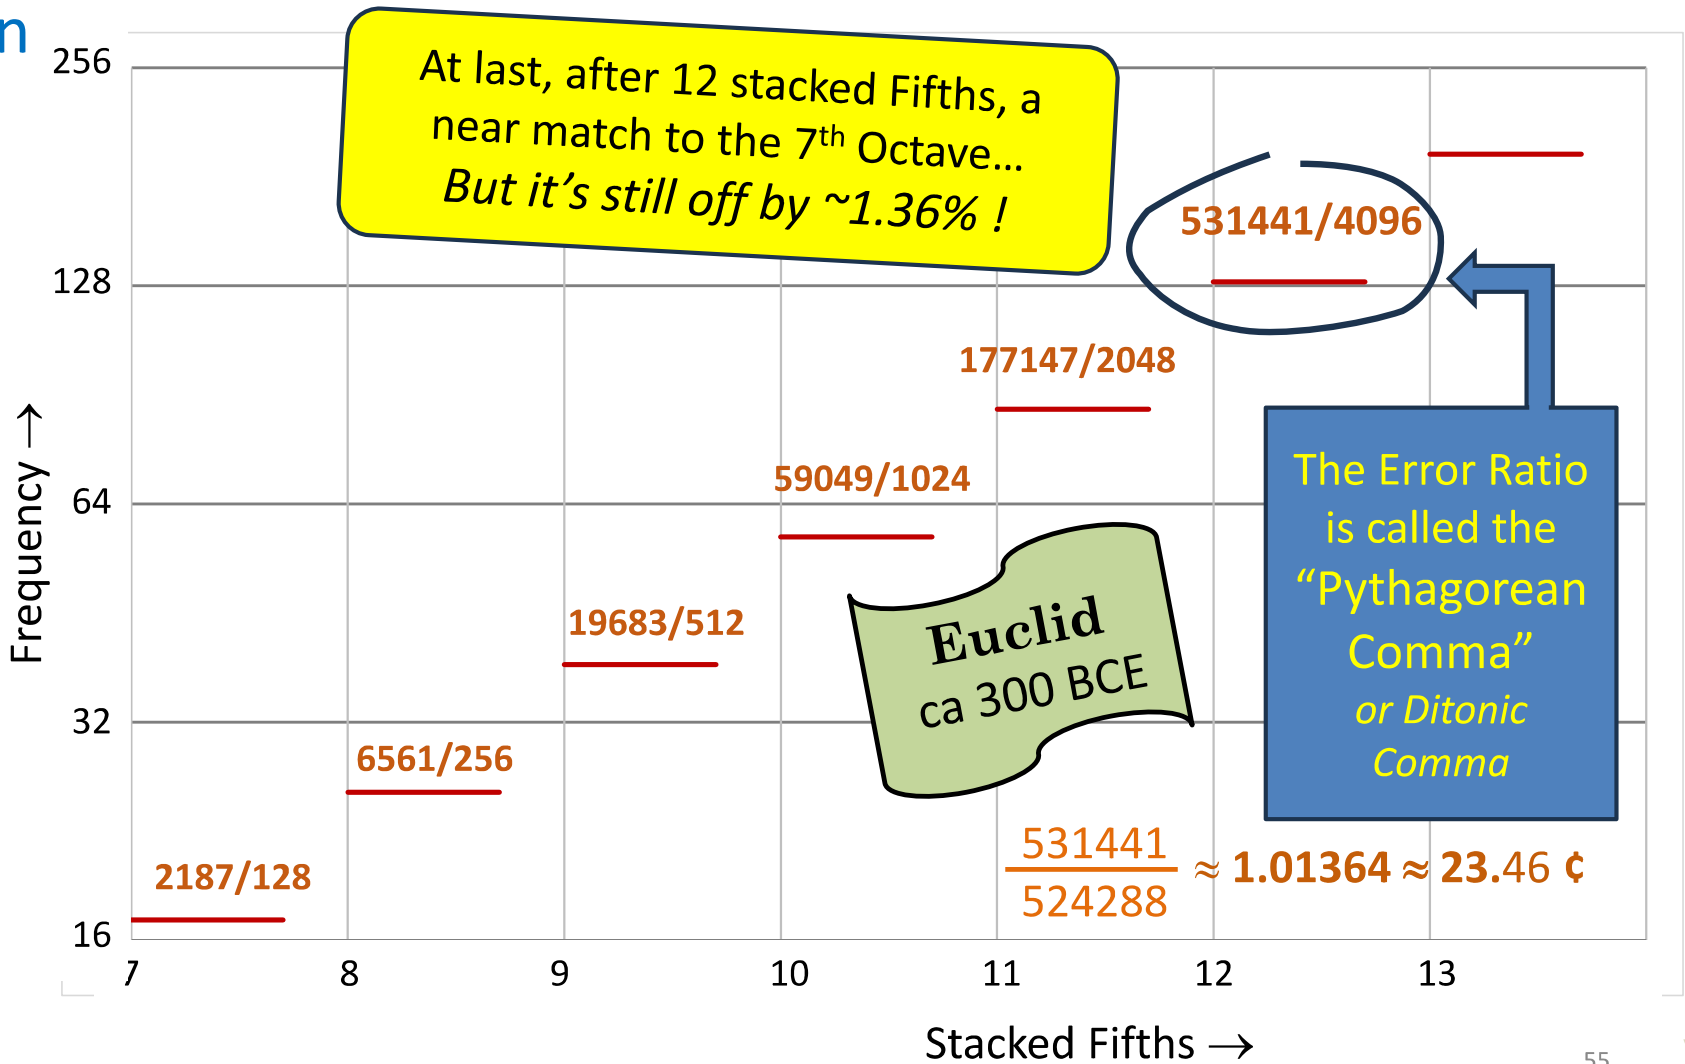 n
256
At last, after 12 stacked Fifths, a
near match to the 7th Octave…
But it's still off by ~1.36% !
531441/4096
128
177147/2048
59049/1024
64
The Error Ratio
is called the
“Pythagorean
Comma”
or Ditonic
Comma
Euclid
ca 300 BCE
19683/512
32
6561/256
531441
524288
≈ 1.01364 ≈ 23.46 ¢
2187/128
16
7 8 9 10 11 12 13
Frequency →
Stacked Fifths →
55